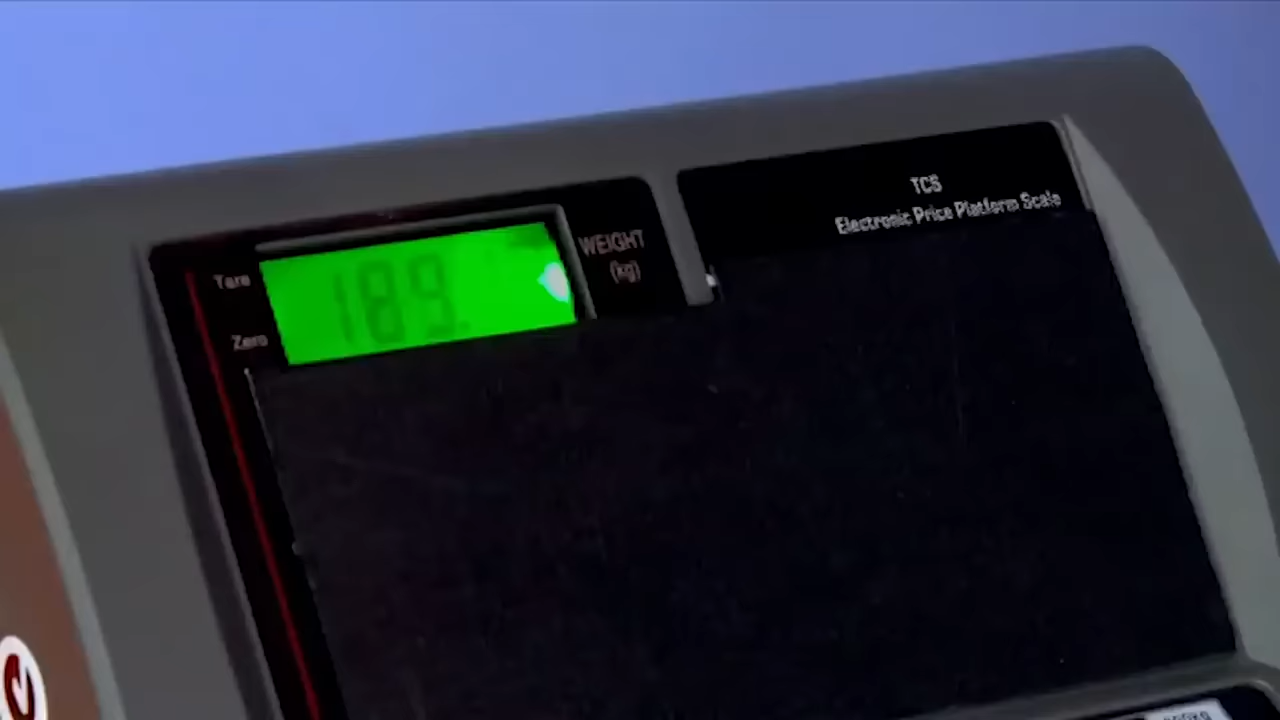 TCS
Electronic Price Platform Scale
WEIGHT
(kg)
Tare
189.
Zero